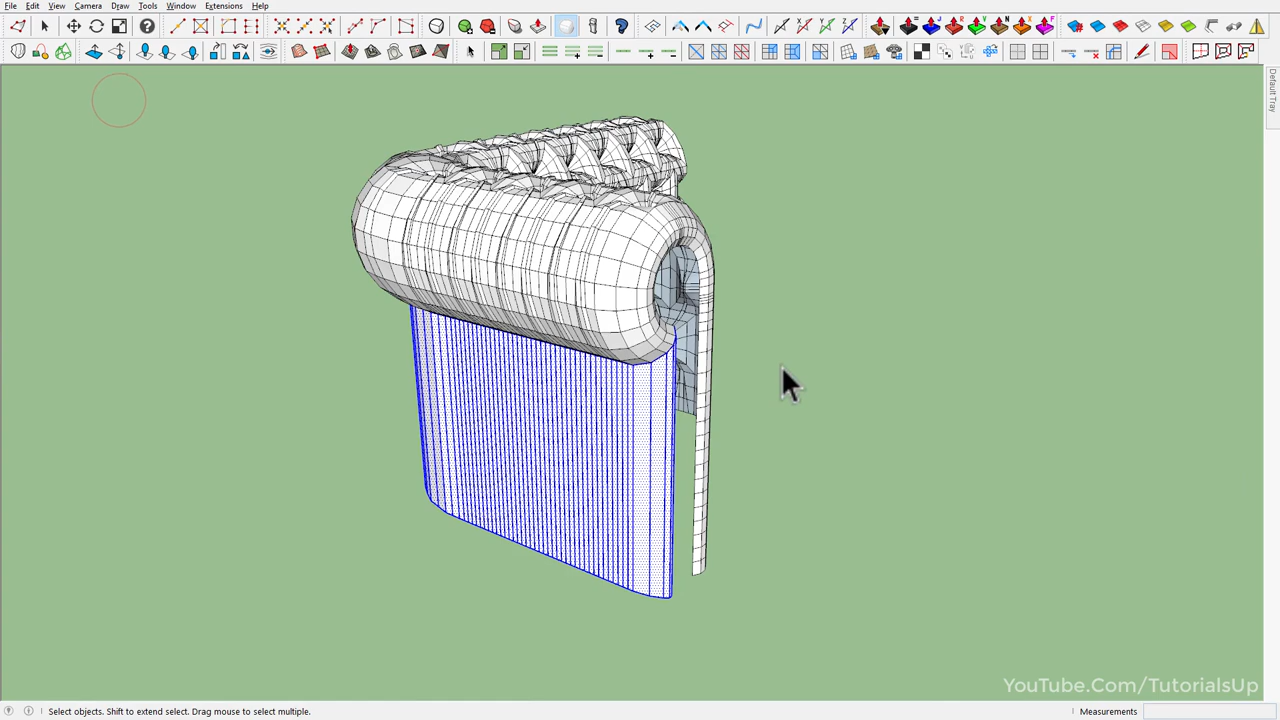 File Edit View Camera Draw Tools Window Extensions Help
Default Tray
YouTube.Com/TutorialsUp
Select objects. Shift to extend select. Drag mouse to select multiple.
Measurements